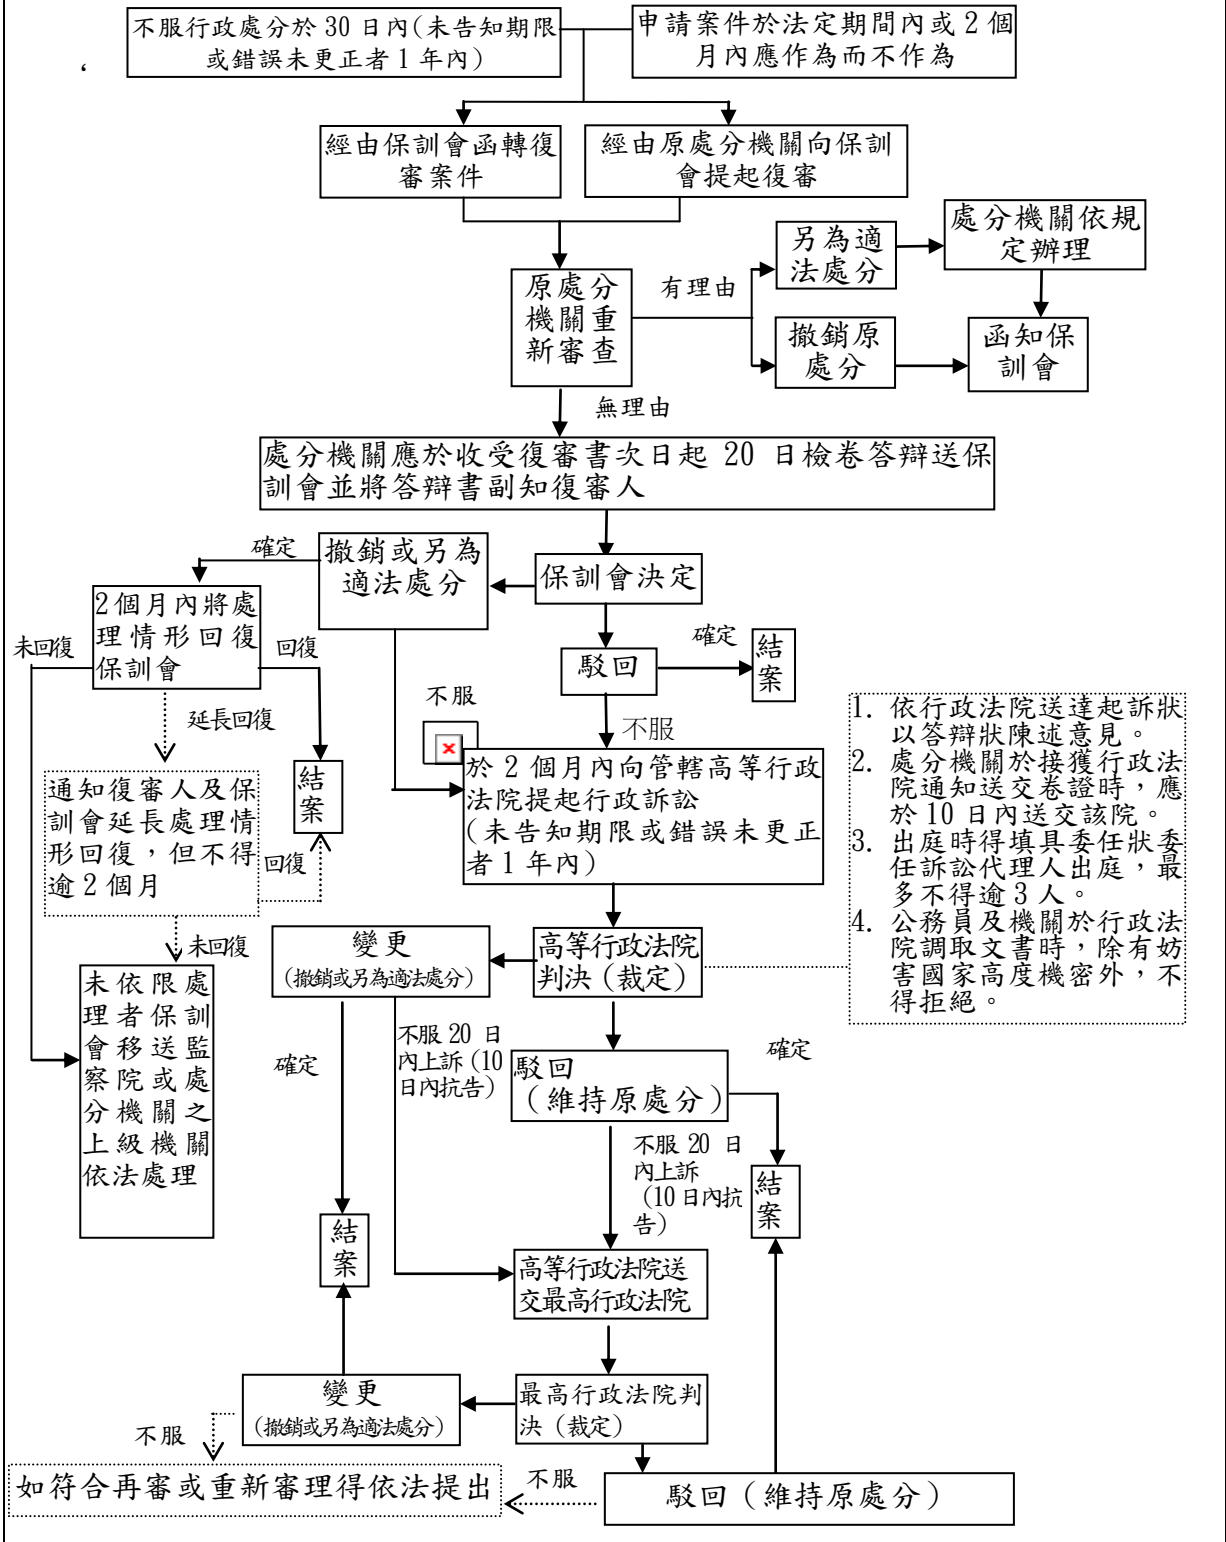 不服行政處分於 30 日內(未告知期限
或錯誤未更正者 1 年內)
申請案件於法定期間內或 2 個
月內應作為而不作為
經由保訓會函轉復
審案件
經由原處分機關向保訓
會提起復審
原處分
機關重
新審查
有理由
另為適
法處分
處分機關依規
定辦理
撤銷原
處分
函知保
訓會
無理由
處分機關應於收受復審書次日起 20 日檢卷答辯送保
訓會並將答辯書副知復審人
保訓會決定
撤銷或另為
適法處分
確定
2個月內將處
理情形回復
保訓會
未回復
回復
延長回復
駁回
確定
結
案
不服
不服
結
案
通知復審人及保
訓會延長處理情
形回復，但不得
逾 2 個月
回復
未回復
未依限處
理者保訓
會移送監
察院或處
分機關之
上級機關
依法處理
於 2 個月內向管轄高等行政
法院提起行政訴訟
(未告知期限或錯誤未更正
者 1 年內)
1. 依行政法院送達起訴狀
以答辯狀陳述意見。
2. 處分機關於接獲行政法
院通知送交卷證時，應
於 10 日內送交該院。
3. 出庭時得填具委任狀委
任訴訟代理人出庭，最
多不得逾 3 人。
4. 公務員及機關於行政法
院調取文書時，除有妨
害國家高度機密外，不
得拒絕。
高等行政法院
判決（裁定）
變更
(撤銷或另為適法處分)
確定
不服 20 日
內上訴（10
日內抗告）
駁回
（維持原處分）
確定
不服 20 日
內上訴
（10 日內抗
告）
結
案
結
案
高等行政法院送
交最高行政法院
最高行政法院判
決（裁定）
變更
(撤銷或另為適法處分)
不服
駁回（維持原處分）
不服
如符合再審或重新審理得依法提出